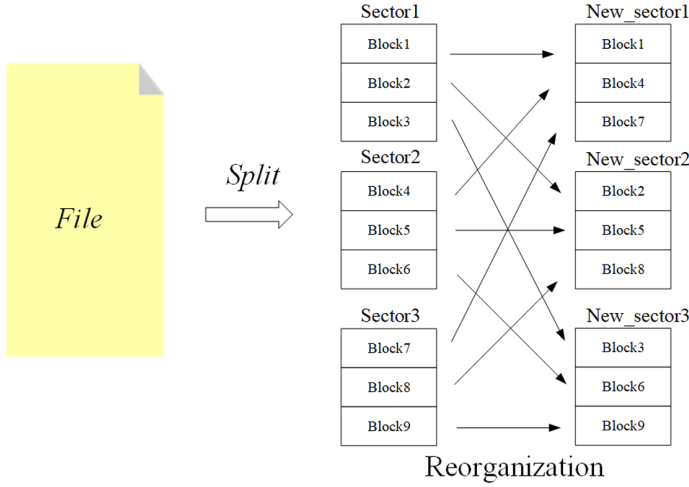 File
Split
Sector1
Block1
Block2
Block3
Sector2
Block4
Block5
Block6
Sector3
Block7
Block8
Block9
New_sector1
Block1
Block4
Block7
New_sector2
Block2
Block5
Block8
New_sector3
Block3
Block6
Block9
Reorganization